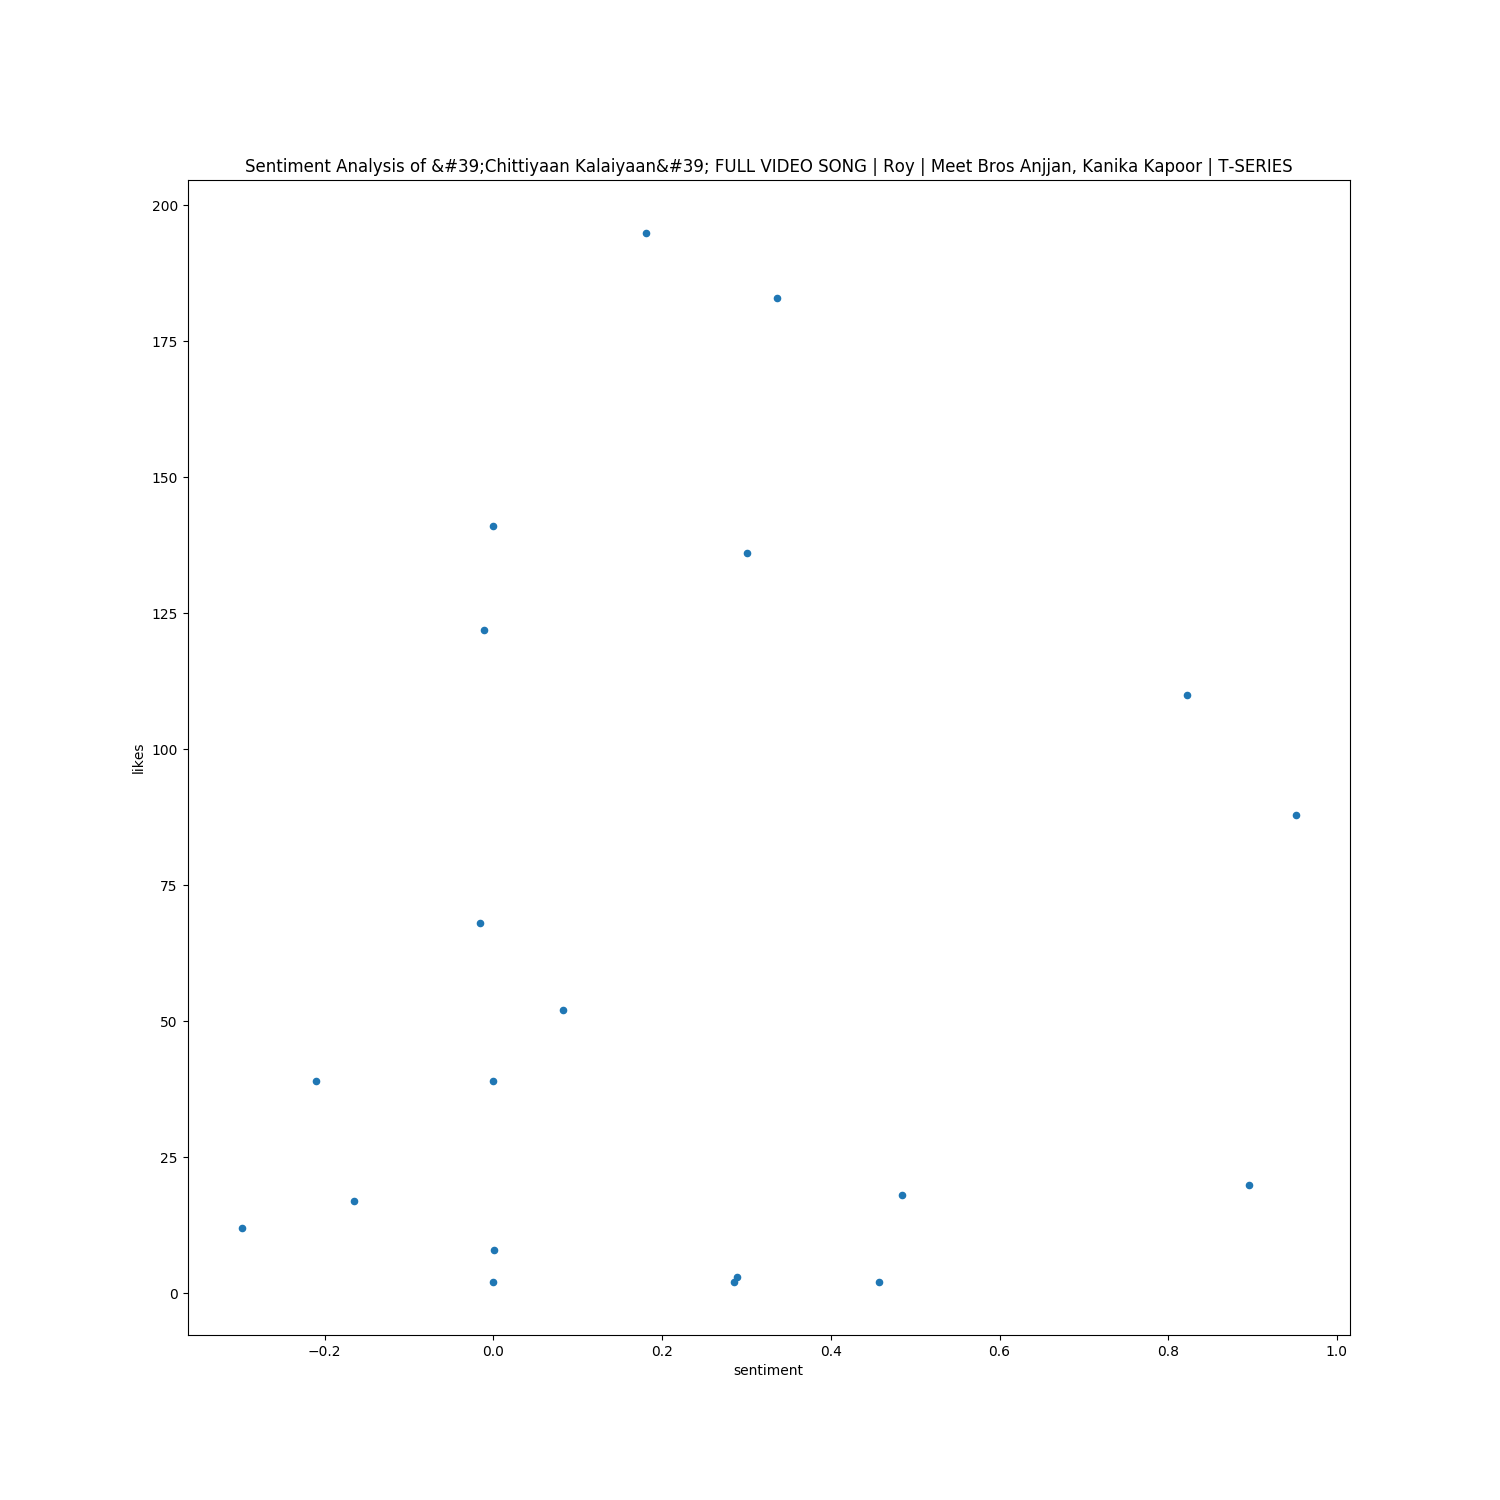 Sentiment Analysis of &#39;Chittiyaan Kalaiyaan&#39; FULL VIDEO SONG | Roy | Meet Bros Anjjan, Kanika Kapoor | T-SERIES
200
175
150
125
100
75
50
25
0
likes
−0.2 0.0 0.2 0.4 0.6 0.8 1.0
sentiment